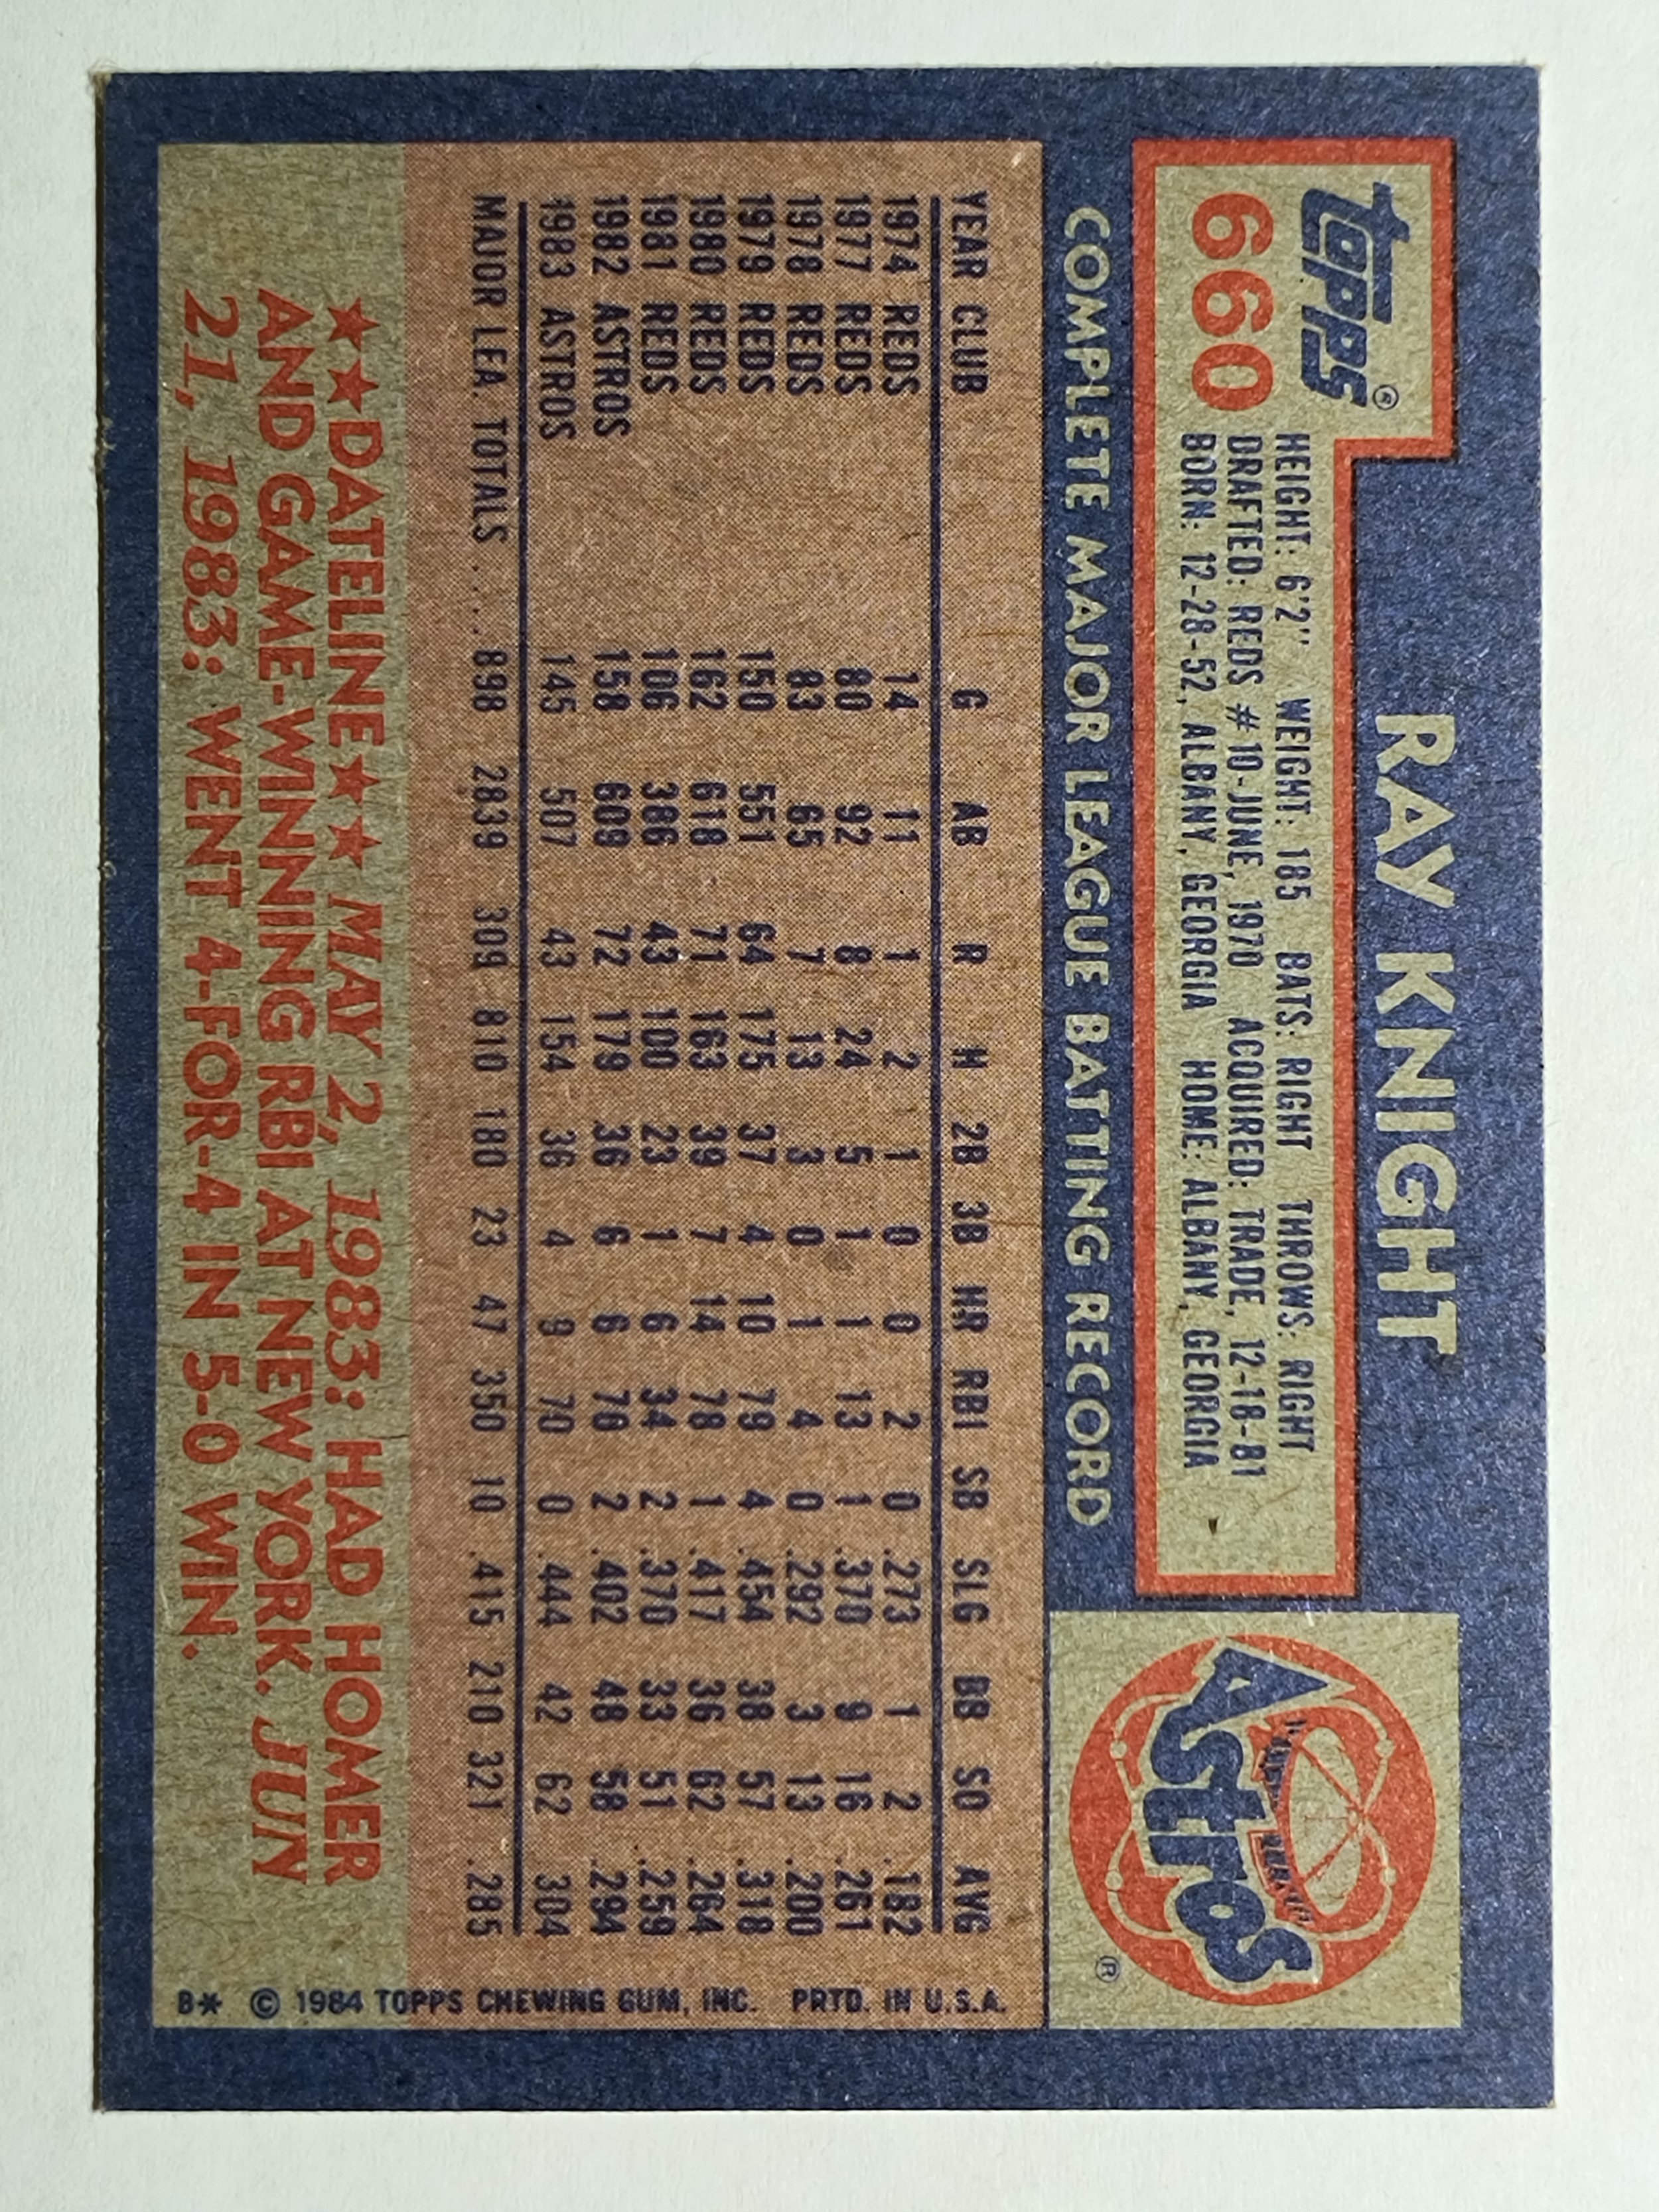 RAY KNIGHT
Topps®
660
HEIGHT: 6'2" WEIGHT: 185 BATS: RIGHT THROWS: RIGHT
DRAFTED: REDS #10-JUNE, 1970 ACQUIRED: TRADE, 12-18-81
BORN: 12-28-52, ALBANY, GEORGIA HOME: ALBANY, GEORGIA
Astros
®
COMPLETE MAJOR LEAGUE BATTING RECORD
YEAR CLUB G AB R H 2B 3B HR RBI SB SLG BB SO AVG
1974 REDS 14 11 1 2 1 0 0 2 0 .273 1 2 .182
1977 REDS 80 92 8 24 5 1 1 13 1 .370 9 16 .261
1978 REDS 83 65 7 13 3 0 1 4 0 .292 3 13 .200
1979 REDS 150 551 64 175 37 4 10 79 4 .454 38 57 .318
1980 REDS 162 618 71 163 39 7 14 78 1 .417 36 62 .264
1981 REDS 106 386 43 100 23 1 6 34 2 .370 33 51 .259
1982 ASTROS 158 609 72 179 36 6 6 70 2 .402 48 58 .294
1983 ASTROS 145 507 43 154 36 4 9 70 0 .444 42 62 .304
MAJOR LEA. TOTALS ..... 898 2839 309 810 180 23 47 350 10 .415 210 321 .285
★★DATELINE★★ MAY 2, 1983: HAD HOMER
AND GAME-WINNING RBI AT NEW YORK. JUN
21, 1983: WENT 4-FOR-4 IN 5-0 WIN.
B* © 1984 TOPPS CHEWING GUM, INC. PRTD. IN U.S.A.